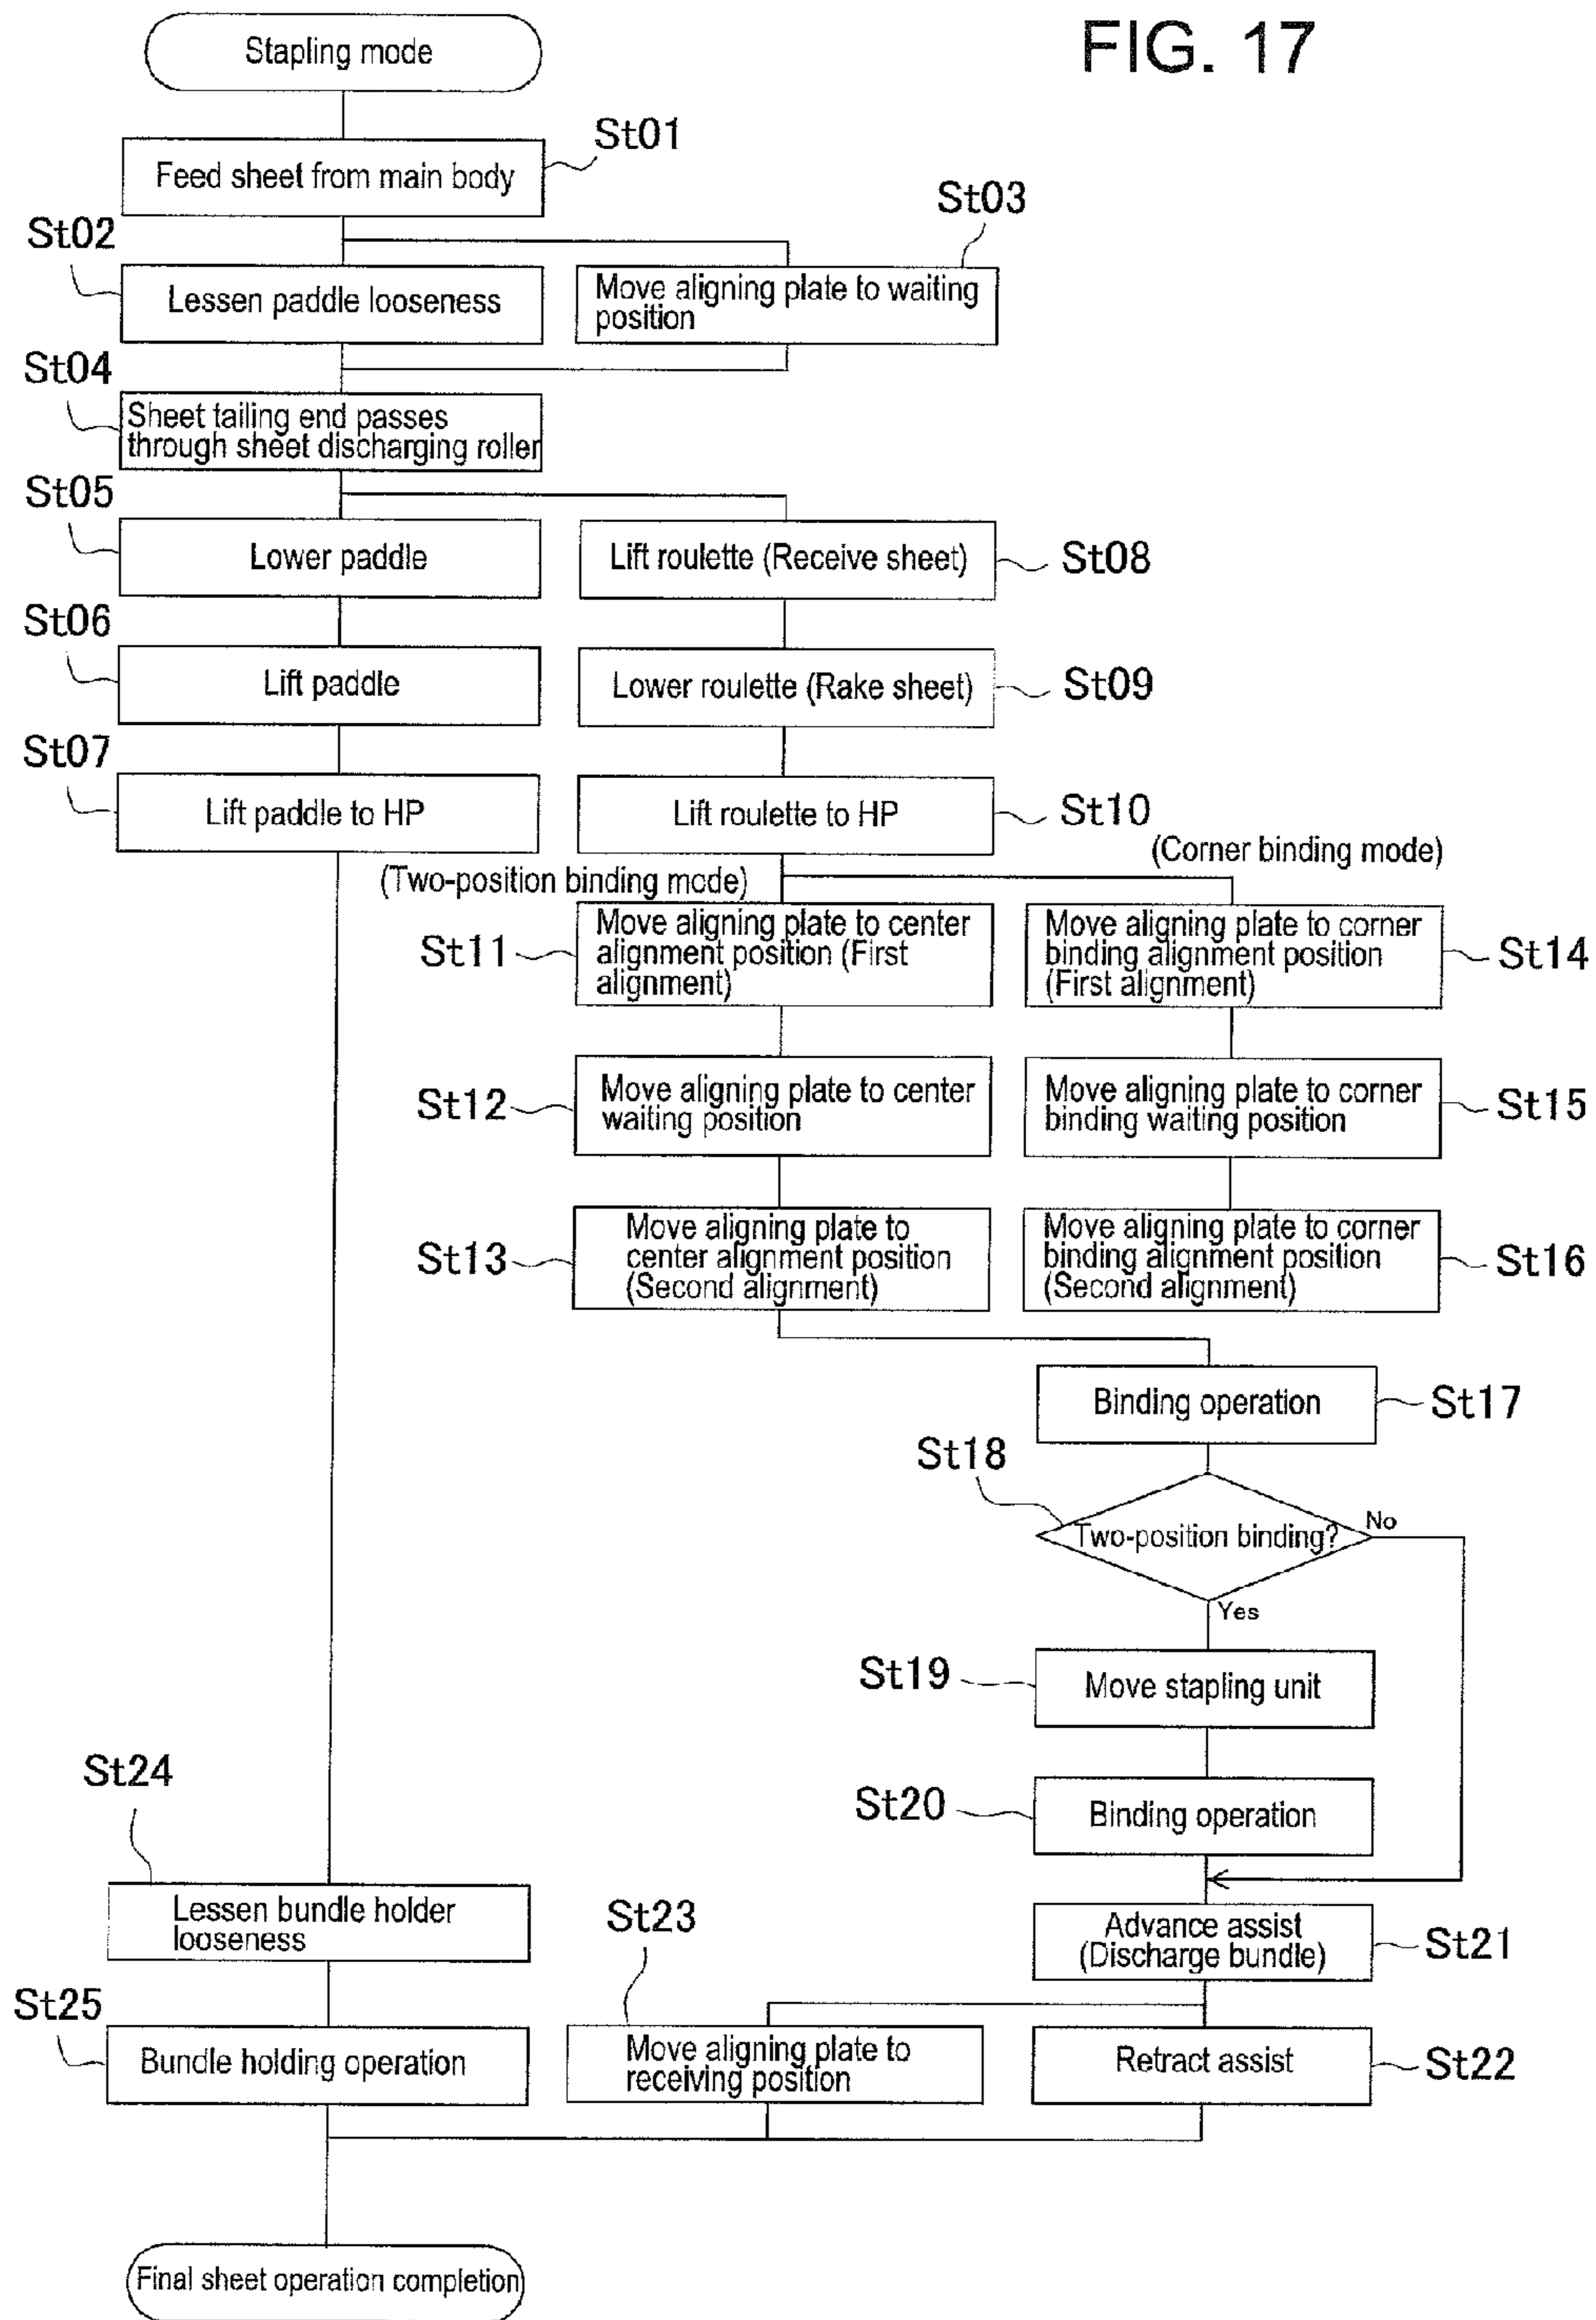 FIG. 17
Stapling mode
St01
Feed sheet from main body
St02
St03
Lessen paddle looseness
Move aligning plate to waiting
position
St04
Sheet tailing end passes
through sheet discharging roller
St05
Lower paddle
Lift roulette (Receive sheet)
St08
St06
Lift paddle
Lower roulette (Rake sheet)
St09
St07
Lift paddle to HP
Lift roulette to HP
St10
(Two-position binding mode)
(Corner binding mode)
St11
Move aligning plate to center
alignment position (First
alignment)
Move aligning plate to corner
binding alignment position
(First alignment)
St14
St12
Move aligning plate to center
waiting position
Move aligning plate to corner
binding waiting position
St15
St13
Move aligning plate to
center alignment position
(Second alignment)
Move aligning plate to corner
binding alignment position
(Second alignment)
St16
Binding operation
St17
St18
Two-position binding?
No
Yes
St19
Move stapling unit
St20
Binding operation
St24
Lessen bundle holder
looseness
St23
Advance assist
(Discharge bundle)
St21
St25
Bundle holding operation
Move aligning plate to
receiving position
Retract assist
St22
Final sheet operation completion